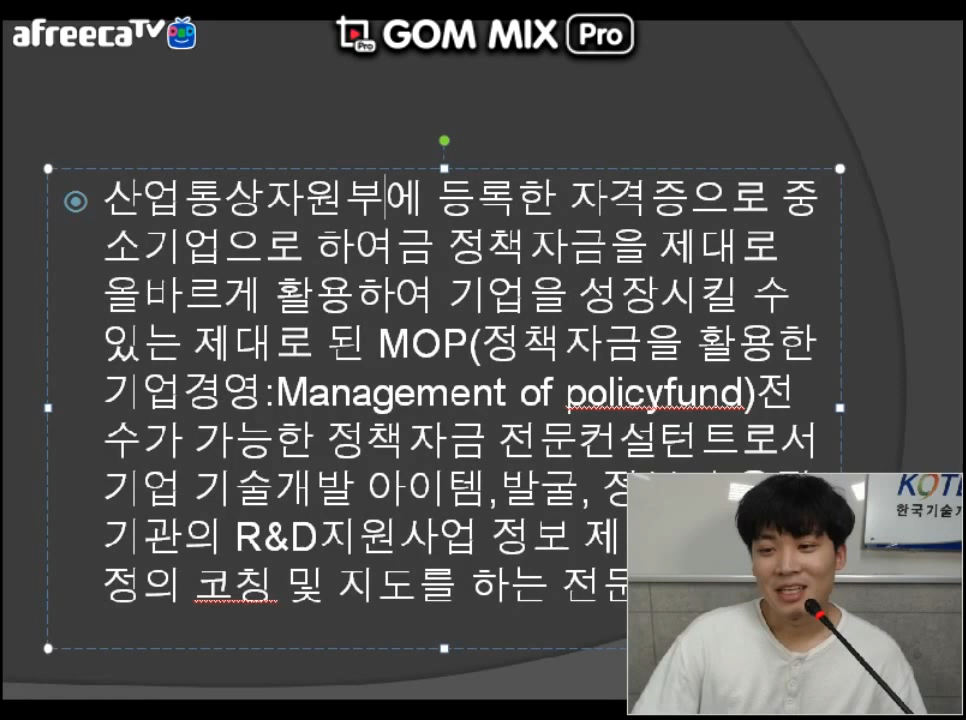 afreecaTV
GOM MIX Pro
산업통상자원부에 등록한 자격증으로 중
소기업으로 하여금 정책자금을 제대로
올바르게 활용하여 기업을 성장시킬 수
있는 제대로 된 MOP(정책자금을 활용한
기업경영:Management of policyfund)전
수가 가능한 정책자금 전문컨설턴트로서
기업 기술개발 아이템,발굴,
기관의 R&D지원사업 정보 제
정의 코칭 및 지도를 하는 전문
한국기술